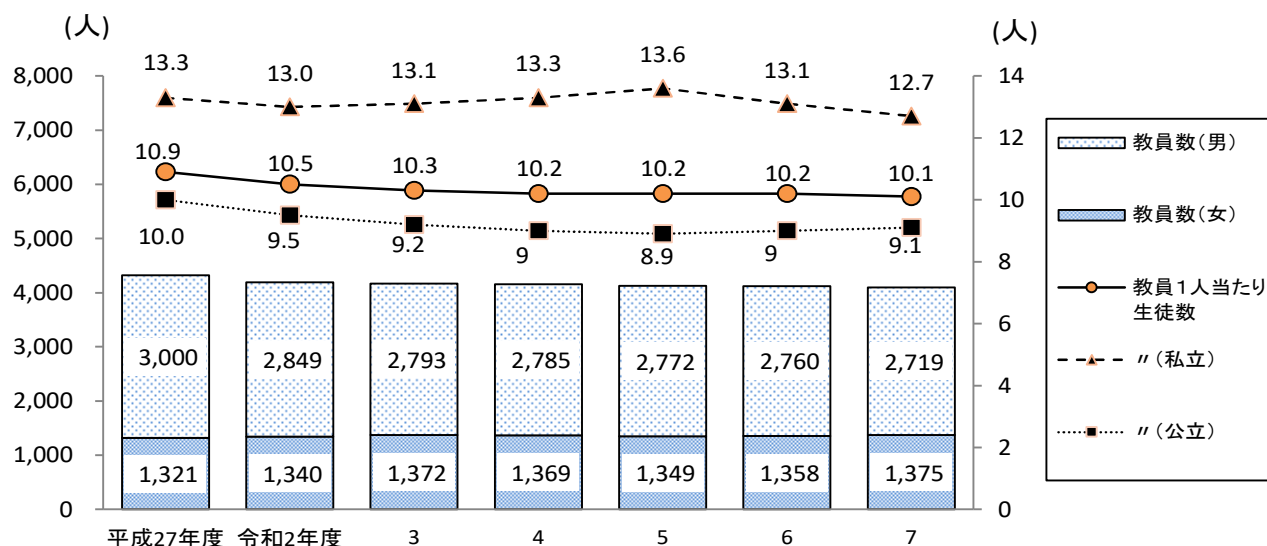 (人)
(人)
13.3 13.0 13.1 13.3 13.6 13.1 12.7
10.9 10.5 10.3 10.2 10.2 10.2 10.1
10.0 9.5 9.2 9 8.9 9 9.1
3,000 2,849 2,793 2,785 2,772 2,760 2,719
1,321 1,340 1,372 1,369 1,349 1,358 1,375
8,000
7,000
6,000
5,000
4,000
3,000
2,000
1,000
0
14
12
10
8
6
4
2
0
平成27年度 令和2年度 3 4 5 6 7
教員数(男)
教員数(女)
教員1人当たり
生徒数
〃(私立)
〃(公立)